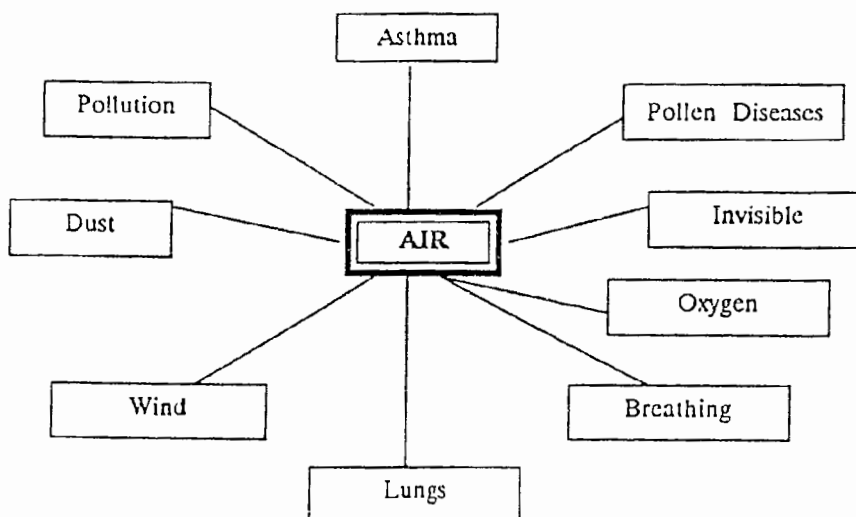 Asthma
Pollution
Pollen Diseases
Dust
AIR
Invisible
Oxygen
Wind
Breathing
Lungs